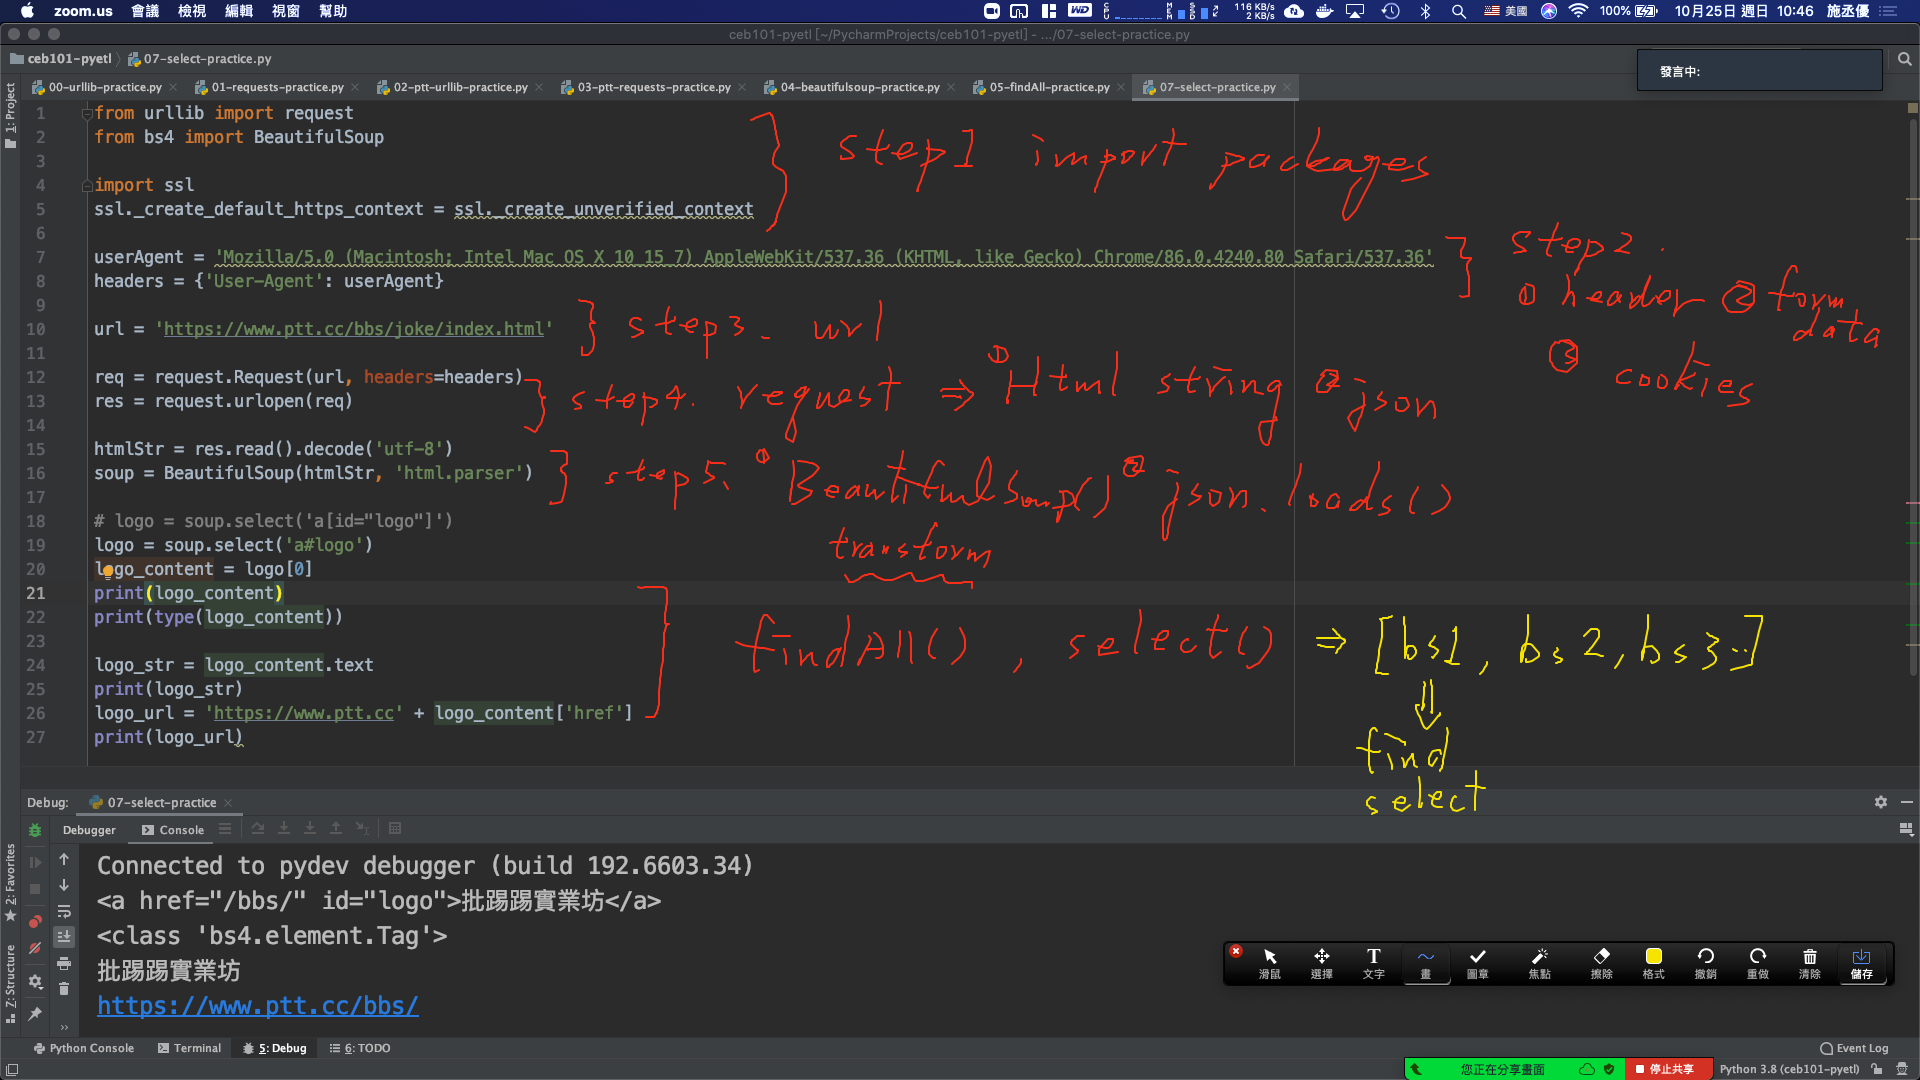 zoom.us 會議 檢視 編輯 視窗 幫助
116 KB/s
2 KB/s
美國 100% 10月25日 週日 10:46 施丞優
ceb101-pyetl [~/PycharmProjects/ceb101-pyetl] - .../07-select-practice.py
ceb101-pyetl 07-select-practice.py
發言中:
00-urllib-practice.py 01-requests-practice.py 02-ptt-urllib-practice.py 03-ptt-requests-practice.py 04-beautifulsoup-practice.py 05-findAll-practice.py 07-select-practice.py
1: Project
1 from urllib import request
2 from bs4 import BeautifulSoup
step1 import packages
3
4 import ssl
5 ssl._create_default_https_context = ssl._create_unverified_context
6
7 userAgent = 'Mozilla/5.0 (Macintosh; Intel Mac OS X 10_15_7) AppleWebKit/537.36 (KHTML, like Gecko) Chrome/86.0.4240.80 Safari/537.36'
8 headers = {'User-Agent': userAgent}
step2.
① header ② form data
③ cookies
9
10 url = 'https://www.ptt.cc/bbs/joke/index.html'
step3. url
11
12 req = request.Request(url, headers=headers)
13 res = request.urlopen(req)
step4. request ⇒ ① Html string ② json
14
15 htmlStr = res.read().decode('utf-8')
16 soup = BeautifulSoup(htmlStr, 'html.parser')
step5. ① BeautifulSoup() ② json.loads()
transform
17
18 # logo = soup.select('a[id="logo"]')
19 logo = soup.select('a#logo')
20 logo_content = logo[0]
21 print(logo_content)
22 print(type(logo_content))
23
24 logo_str = logo_content.text
25 print(logo_str)
26 logo_url = 'https://www.ptt.cc' + logo_content['href']
27 print(logo_url)
findAll() , select() ⇒ [bs1, bs2, bs3..]
⇓
find
select
Debug: 07-select-practice
Debugger Console
2: Favorites
Z: Structure
Connected to pydev debugger (build 192.6603.34)
<a href="/bbs/" id="logo">批踢踢實業坊</a>
<class 'bs4.element.Tag'>
批踢踢實業坊
https://www.ptt.cc/bbs/
滑鼠 選擇 文字 畫 圖章 焦點 擦除 格式 撤銷 重做 清除 儲存
Python Console Terminal 5: Debug 6: TODO Event Log
您正在分享畫面 停止共享 Python 3.8 (ceb101-pyetl)